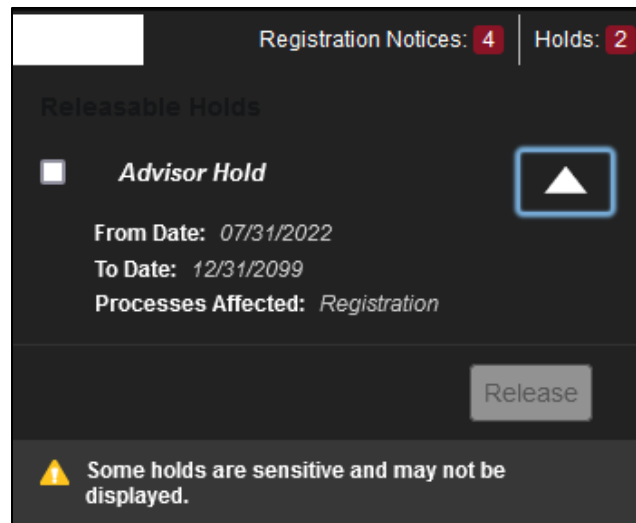 Registration Notices: 4 Holds: 2
Releasable Holds
Advisor Hold
From Date: 07/31/2022
To Date: 12/31/2099
Processes Affected: Registration
Release
Some holds are sensitive and may not be
displayed.